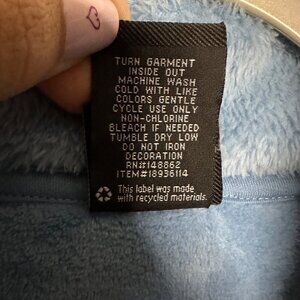 TURN GARMENT
INSIDE OUT
MACHINE WASH
COLD WITH LIKE
COLORS GENTLE
CYCLE USE ONLY
NON-CHLORINE
BLEACH IF NEEDED
TUMBLE DRY LOW
DO NOT IRON
DECORATION
RN#148862
ITEM#18936114
This label was made
with recycled materials.